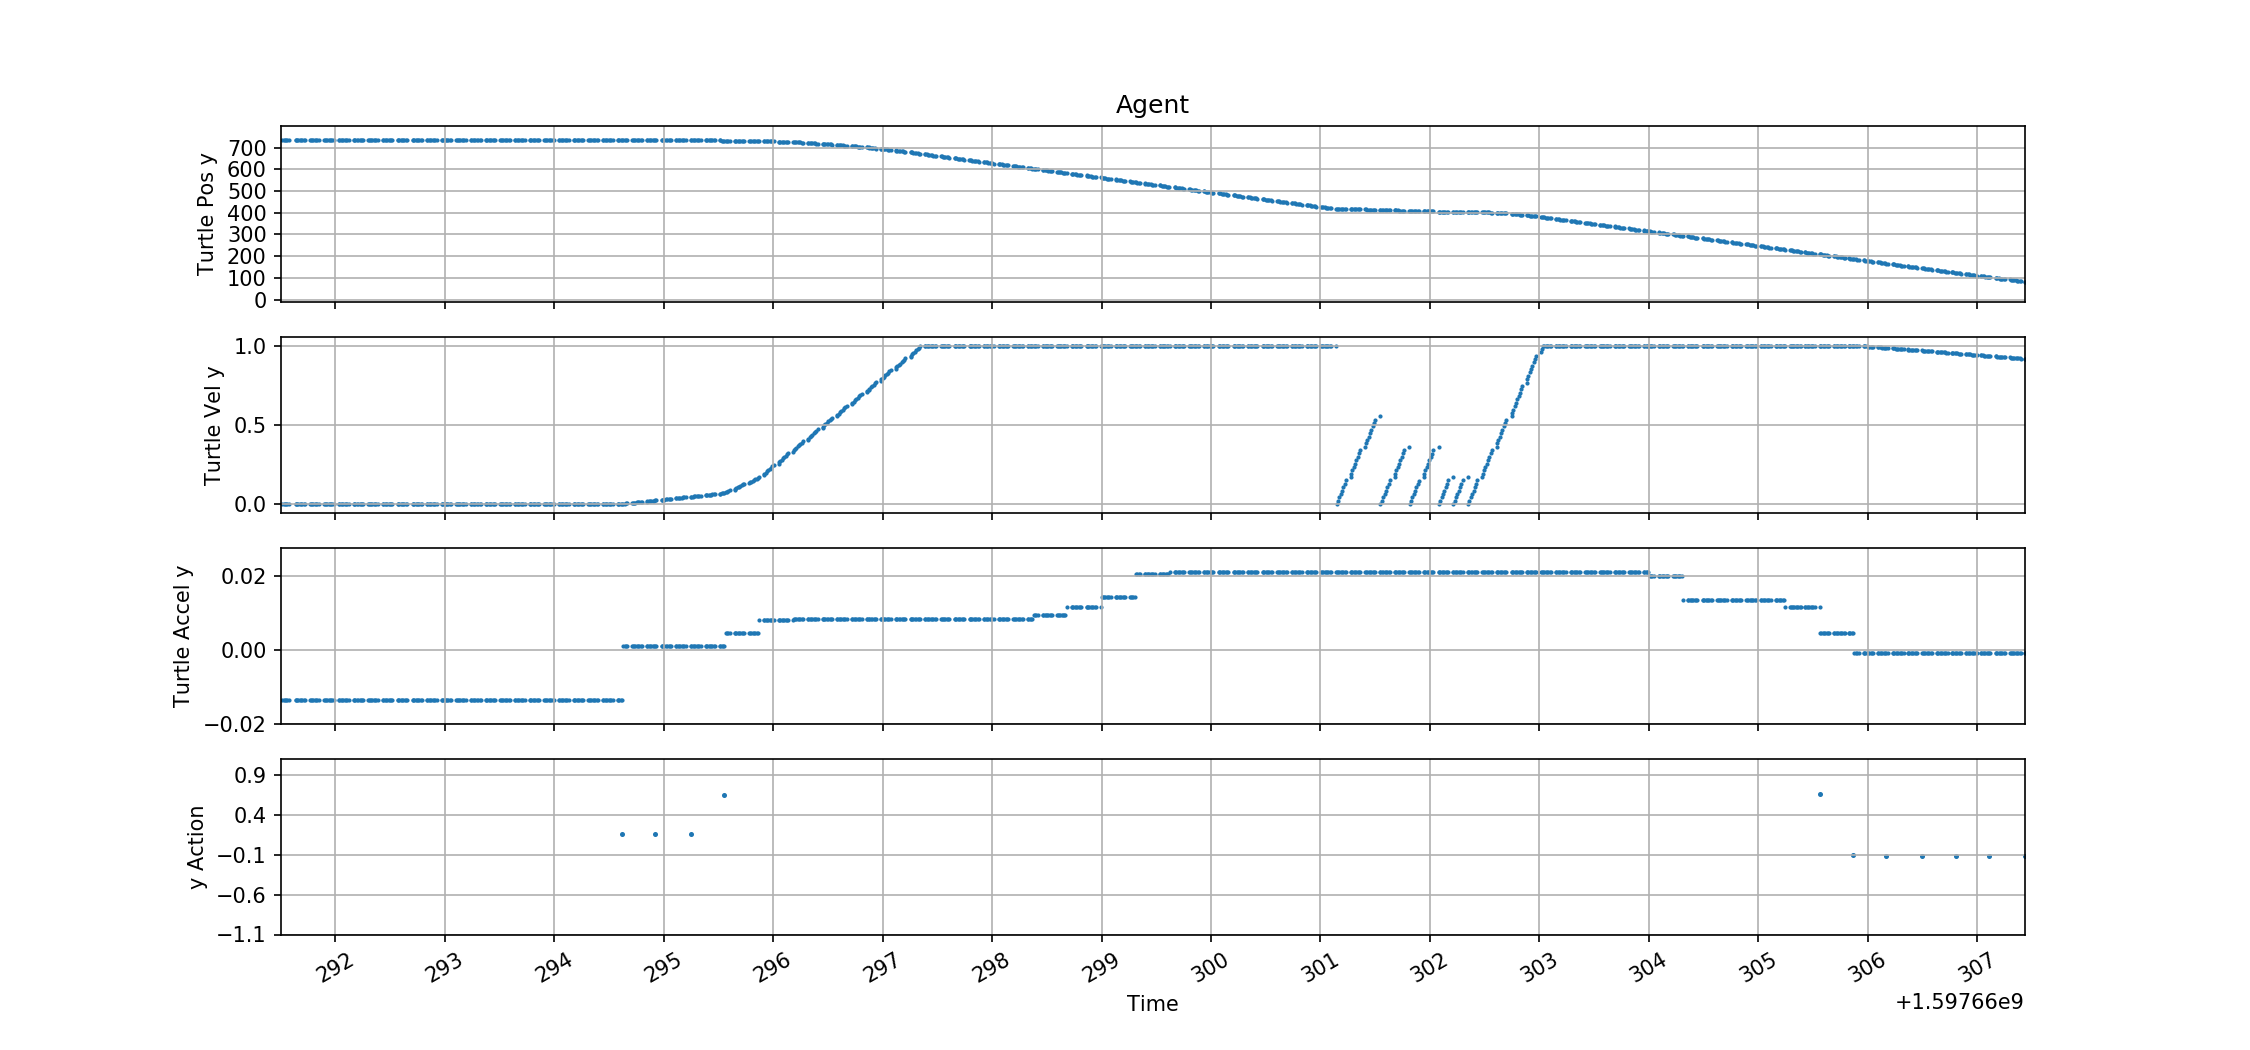 Agent
Turtle Pos y
700
600
500
400
300
200
100
0
Turtle Vel y
1.0
0.5
0.0
Turtle Accel y
0.02
0.00
−0.02
y Action
0.9
0.4
−0.1
−0.6
−1.1
292 293 294 295 296 297 298 299 300 301 302 303 304 305 306 307
Time
+1.59766e9